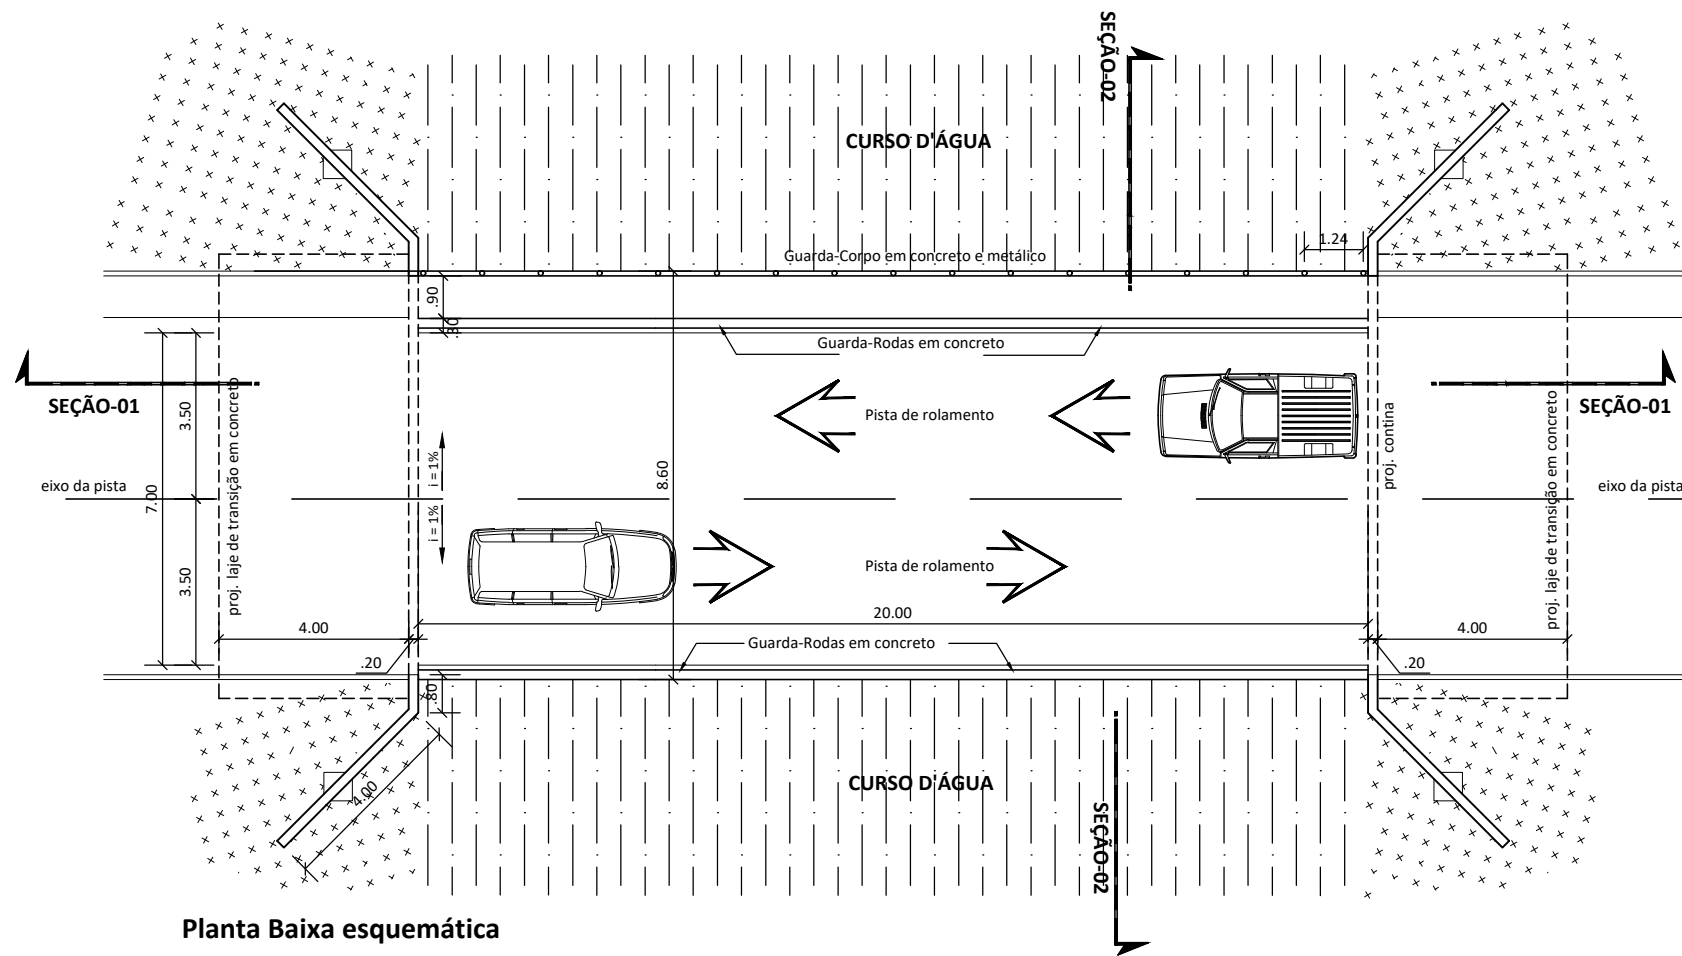 SEÇÃO-02
CURSO D'ÁGUA
1.24
Guarda-Corpo em concreto e metálico
.90
.30
Guarda-Rodas em concreto
SEÇÃO-01
SEÇÃO-01
3.50
proj. laje de transição em concreto
Pista de rolamento
proj. contina
proj. laje de transição em concreto
i = 1%
8.60
eixo da pista
7.00
eixo da pista
i = 1%
3.50
Pista de rolamento
20.00
4.00
4.00
Guarda-Rodas em concreto
.20
.20
.80
4.00
CURSO D'ÁGUA
SEÇÃO-02
Planta Baixa esquemática